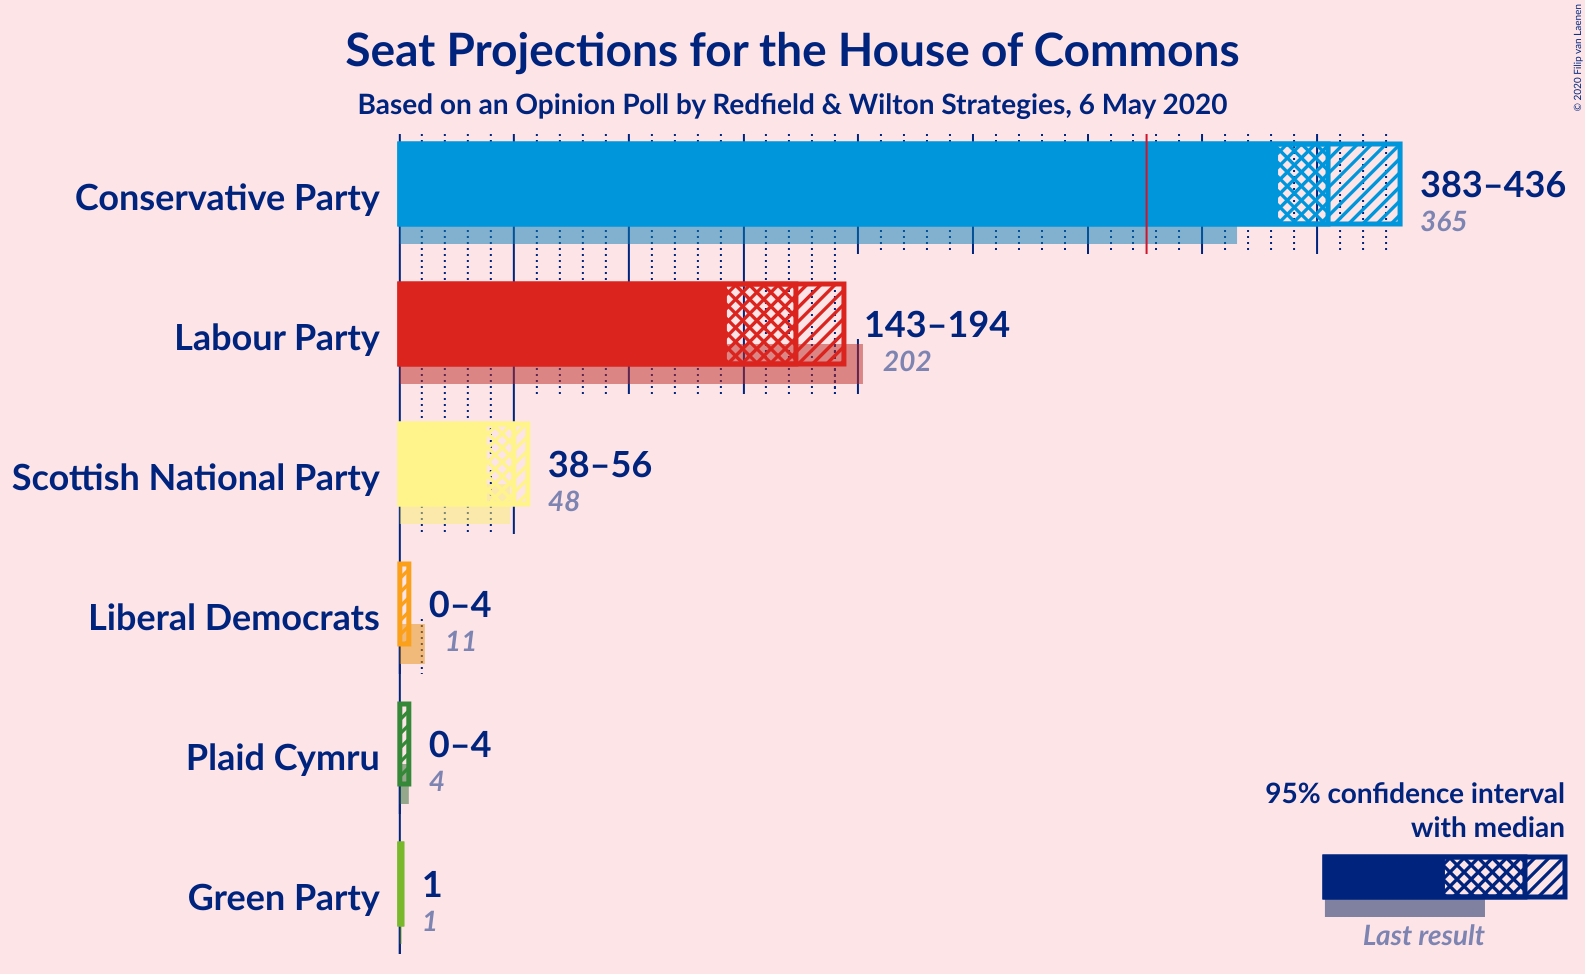 Seat Projections for the House of Commons
Based on an Opinion Poll by Redfield & Wilton Strategies, 6 May 2020
© 2020 Filip van Laenen
Conservative Party
383–436
365
Labour Party
143–194
202
Scottish National Party
38–56
48
Liberal Democrats
0–4
11
Plaid Cymru
0–4
4
Green Party
1
1
95% confidence interval
with median
Last result